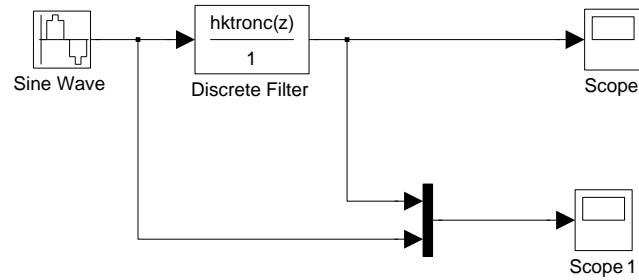 hktronc(z)
1
Sine Wave
Discrete Filter
Scope
Scope 1